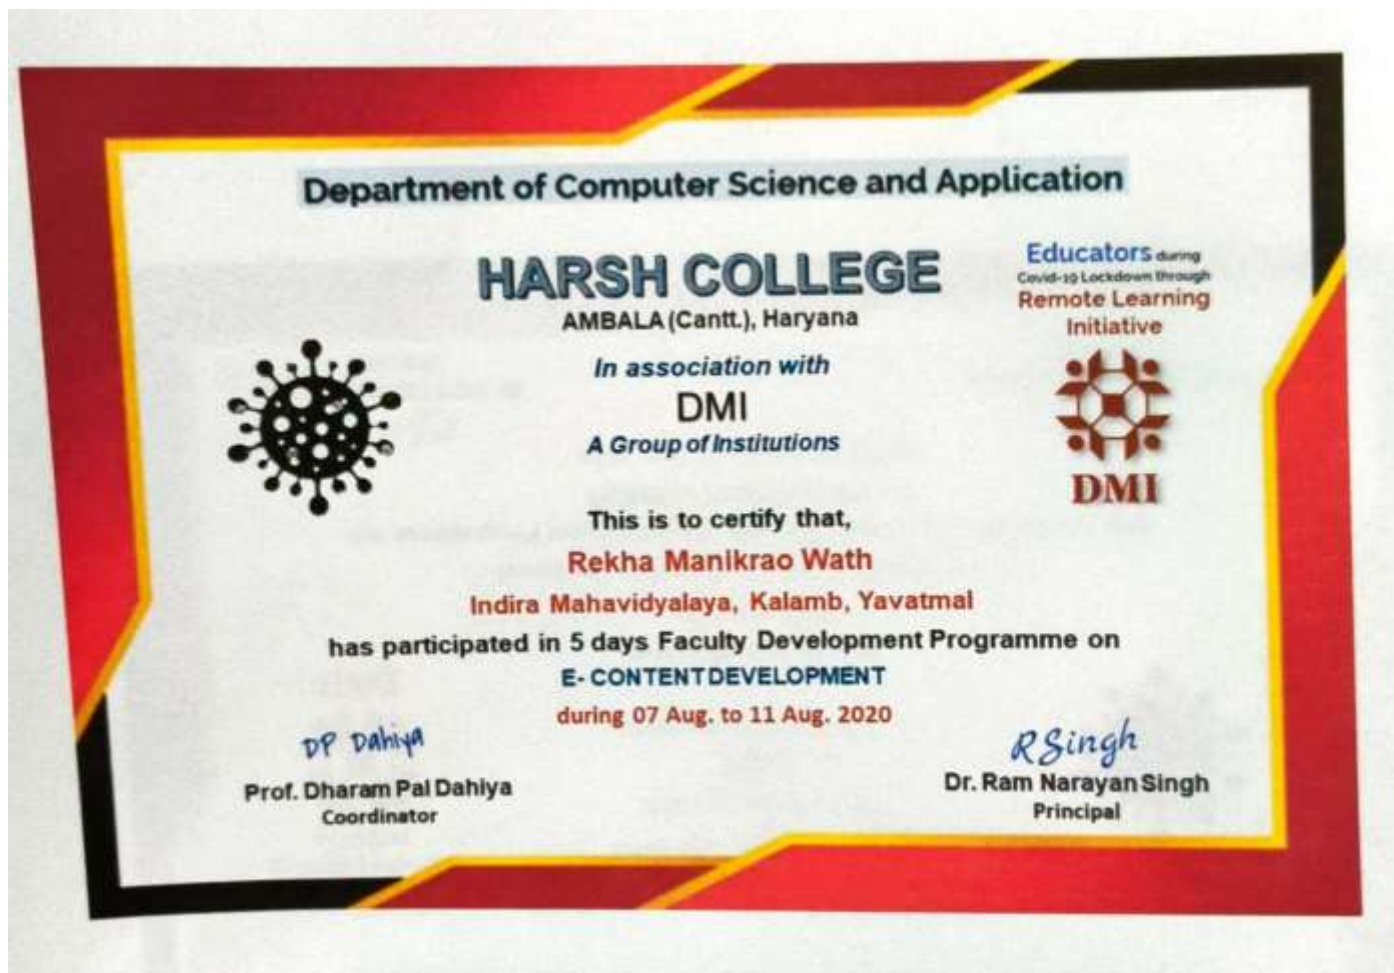 Department of Computer Science and Application
HARSH COLLEGE
AMBALA (Cantt.), Haryana
In association with
DMI
A Group of Institutions
Educators during
Covid-19 Lockdown through
Remote Learning
Initiative
DMI
This is to certify that,
Rekha Manikrao Wath
Indira Mahavidyalaya, Kalamb, Yavatmal
has participated in 5 days Faculty Development Programme on
E- CONTENT DEVELOPMENT
during 07 Aug. to 11 Aug. 2020
DP Dahiya
Prof. Dharam Pal Dahiya
Coordinator
RSingh
Dr. Ram Narayan Singh
Principal